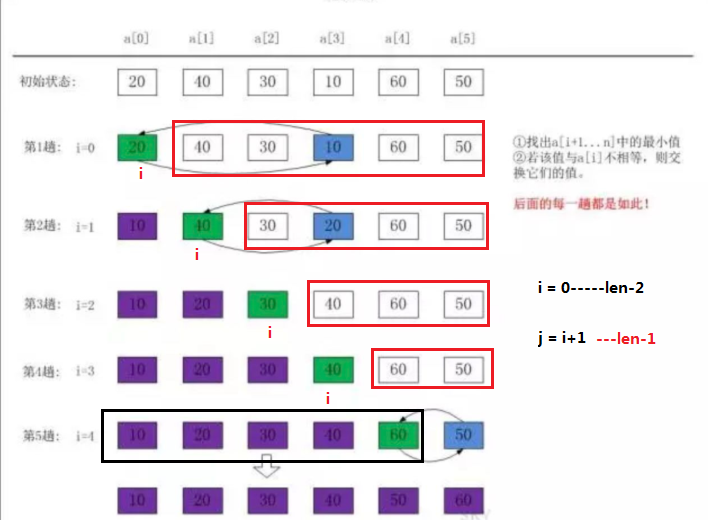 a[0] a[1] a[2] a[3] a[4] a[5]
初始状态: 20 40 30 10 60 50
第1趟: i=0 20 40 30 10 60 50
①找出a[i+1...n]中的最小值
②若该值与a[i]不相等，则交
换它们的值。
i
后面的每一趟都是如此！
第2趟: i=1 10 40 30 20 60 50
i
第3趟: i=2 10 20 30 40 60 50
i = 0-----len-2
i
j = i+1 ---len-1
第4趟: i=3 10 20 30 40 60 50
i
第5趟: i=4 10 20 30 40 60 50
10 20 30 40 50 60